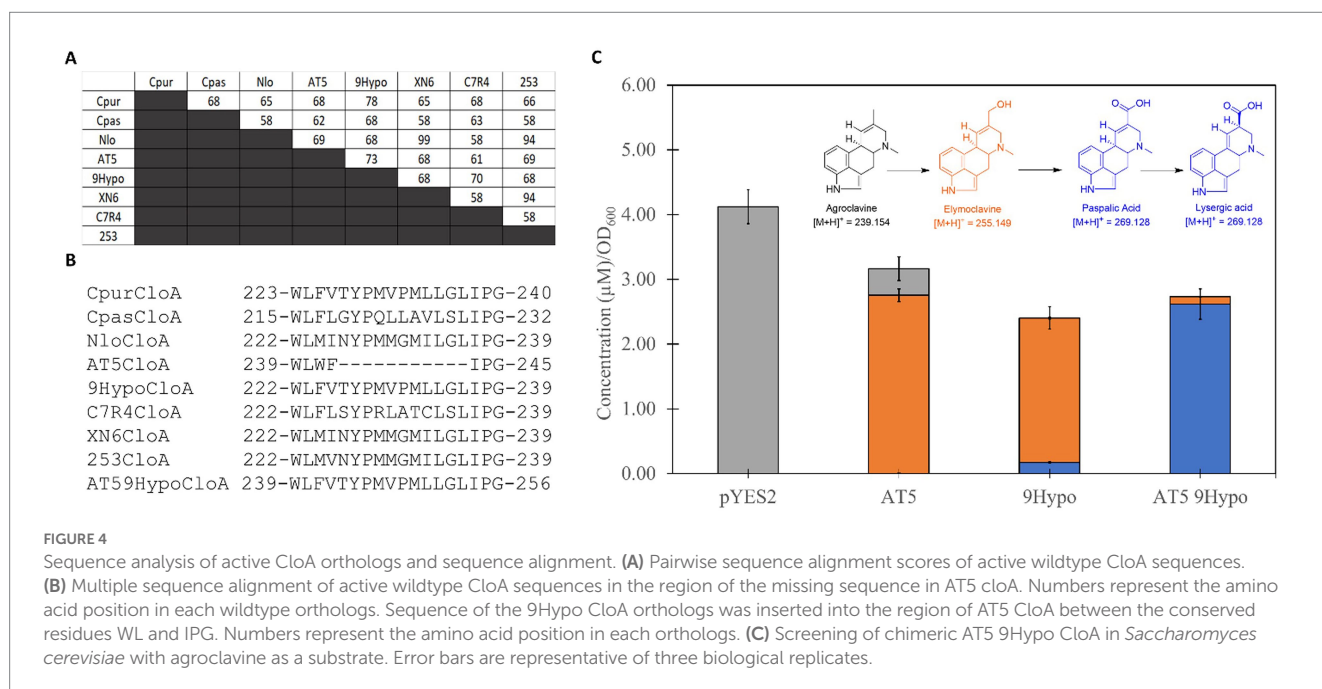 A
Cpur Cpas Nlo AT5 9Hypo XN6 C7R4 253
Cpur 68 65 68 78 65 68 66
Cpas 58 62 68 58 63 58
Nlo 69 68 99 58 94
AT5 73 68 61 69
9Hypo 68 70 68
XN6 58 94
C7R4 58
253
B
CpurCloA 223-WLFVTYPMVPMLLGLIPG-240
CpasCloA 215-WLFLGYPQLLAVLSLIPG-232
NloCloA 222-WLMINYPMMGMILGLIPG-239
AT5CloA 239-WLWF-----------IPG-245
9HypoCloA 222-WLFVTYPMVPMLLGLIPG-239
C7R4CloA 222-WLFLSYPRLATCLSLIPG-239
XN6CloA 222-WLMINYPMMGMILGLIPG-239
253CloA 222-WLMVNYPMMGMILGLIPG-239
AT59HypoCloA 239-WLFVTYPMVPMLLGLIPG-256
C
Concentration (μM)/OD600
6.00
5.00
4.00
3.00
2.00
1.00
0.00
pYES2 AT5 9Hypo AT5 9Hypo
H
H
N
HN
Agroclavine
[M+H]+ = 239.154
OH
H
H
N
HN
Elymoclavine
[M+H]+ = 255.149
O
OH
H
H
N
HN
Paspalic Acid
[M+H]+ = 269.128
O
OH
H
H
N
HN
Lysergic acid
[M+H]+ = 269.128
FIGURE 4
Sequence analysis of active CloA orthologs and sequence alignment. (A) Pairwise sequence alignment scores of active wildtype CloA sequences.
(B) Multiple sequence alignment of active wildtype CloA sequences in the region of the missing sequence in AT5 cloA. Numbers represent the amino
acid position in each wildtype orthologs. Sequence of the 9Hypo CloA orthologs was inserted into the region of AT5 CloA between the conserved
residues WL and IPG. Numbers represent the amino acid position in each orthologs. (C) Screening of chimeric AT5 9Hypo CloA in Saccharomyces
cerevisiae with agroclavine as a substrate. Error bars are representative of three biological replicates.